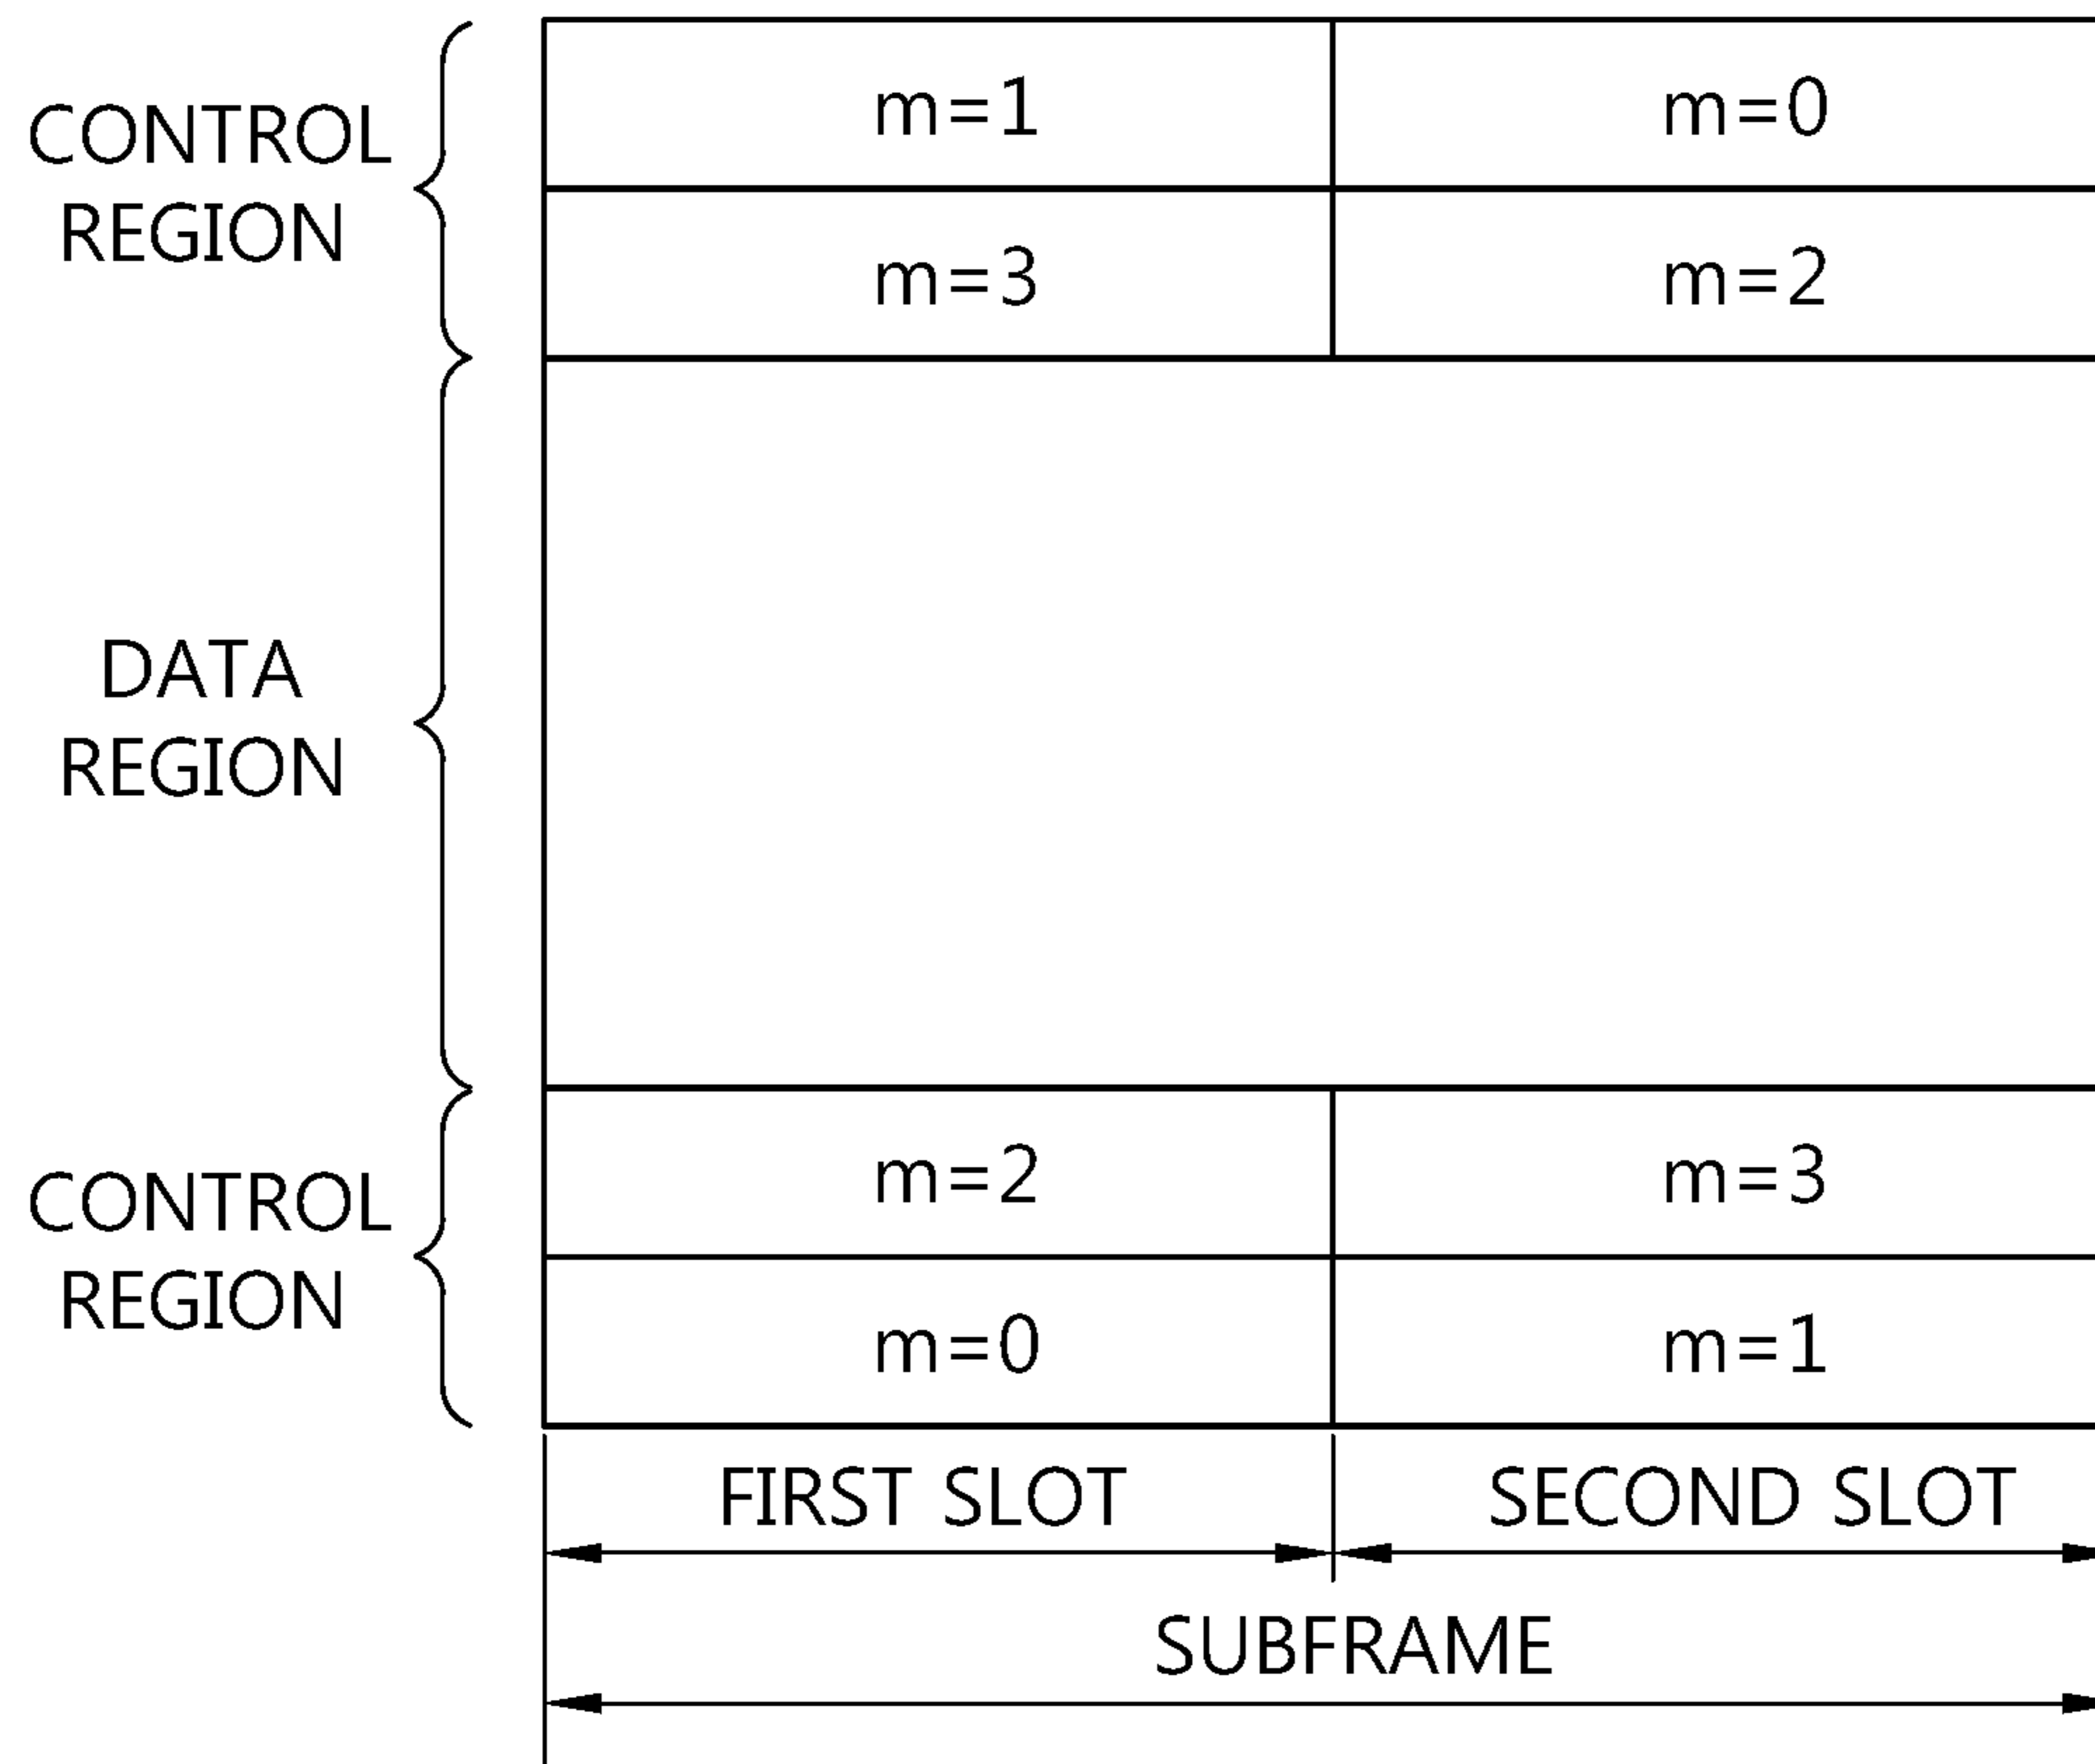 CONTROL
REGION
m=1
m=0
m=3
m=2
DATA
REGION
CONTROL
REGION
m=2
m=3
m=0
m=1
FIRST SLOT
SECOND SLOT
SUBFRAME